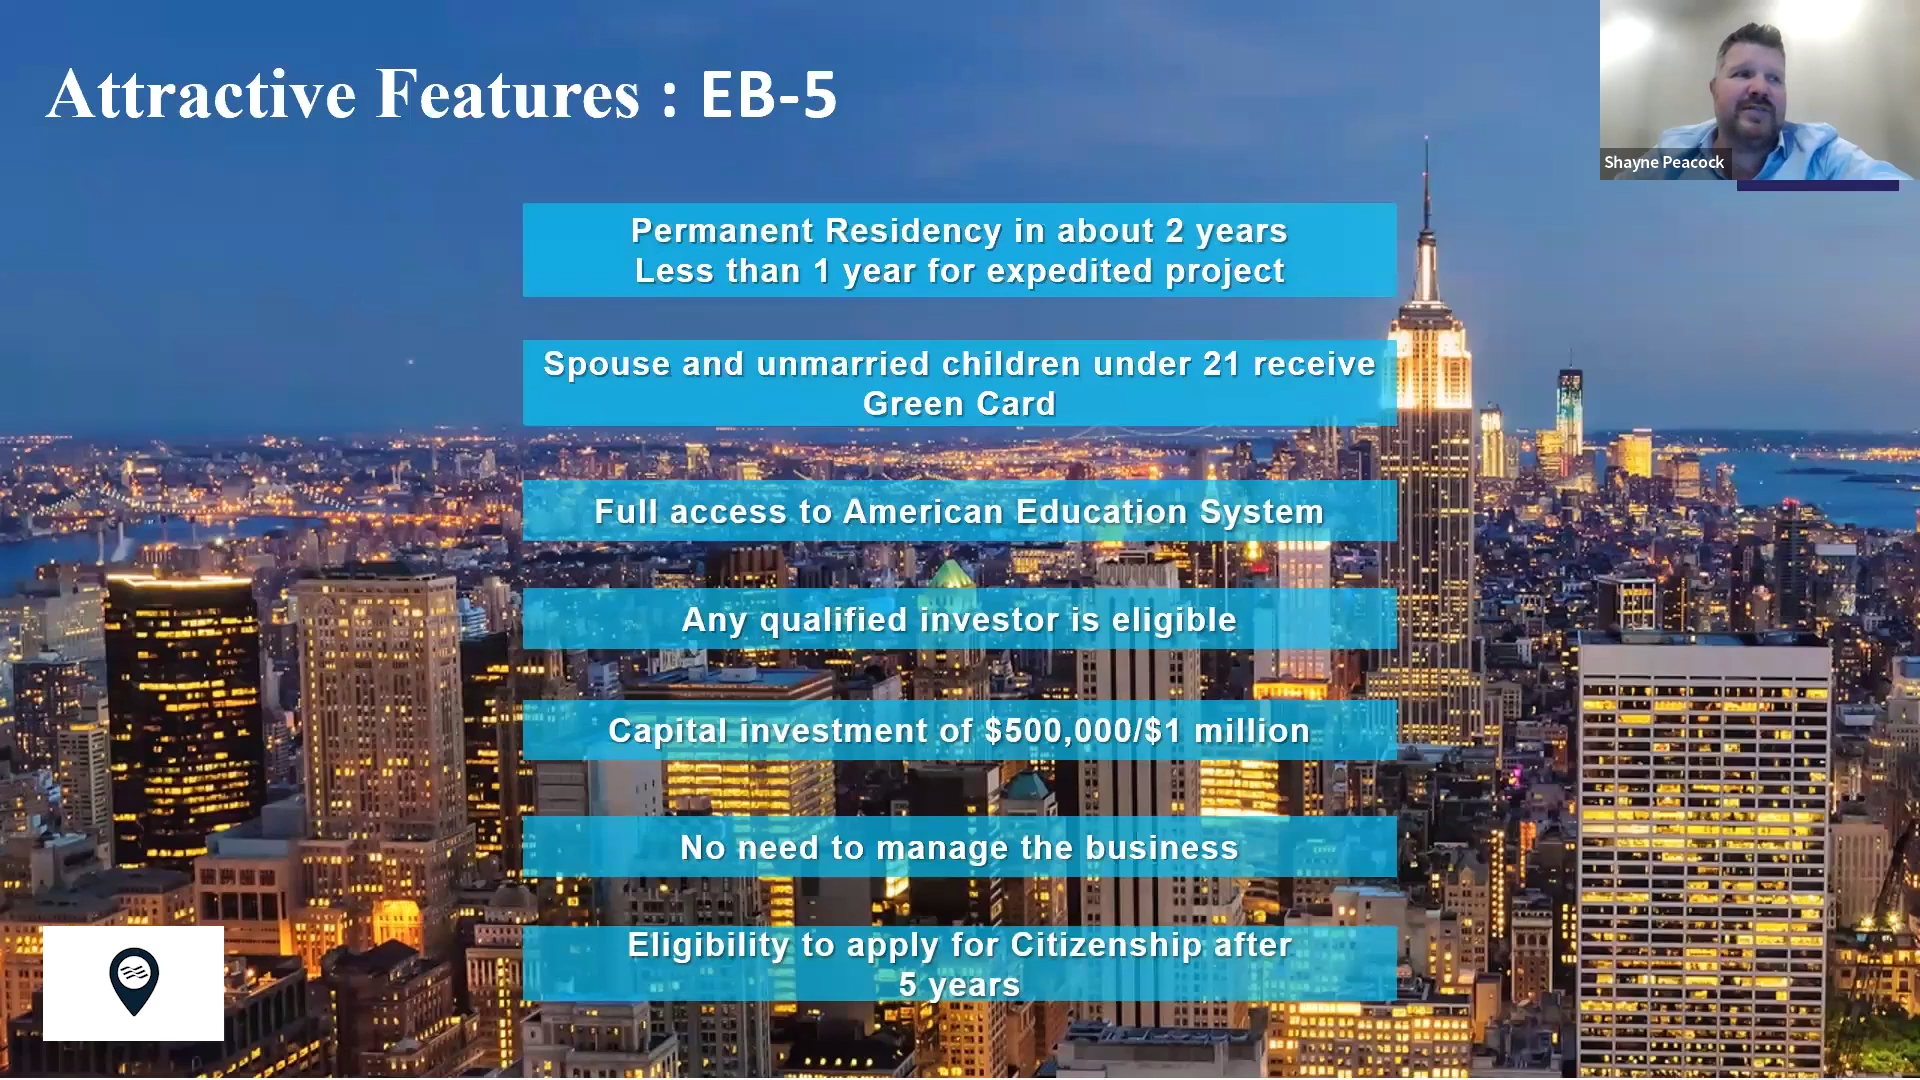 Attractive Features : EB-5
Shayne Peacock
Permanent Residency in about 2 years
Less than 1 year for expedited project
Spouse and unmarried children under 21 receive
Green Card
Full access to American Education System
Any qualified investor is eligible
Capital investment of $500,000/$1 million
No need to manage the business
Eligibility to apply for Citizenship after
5 years